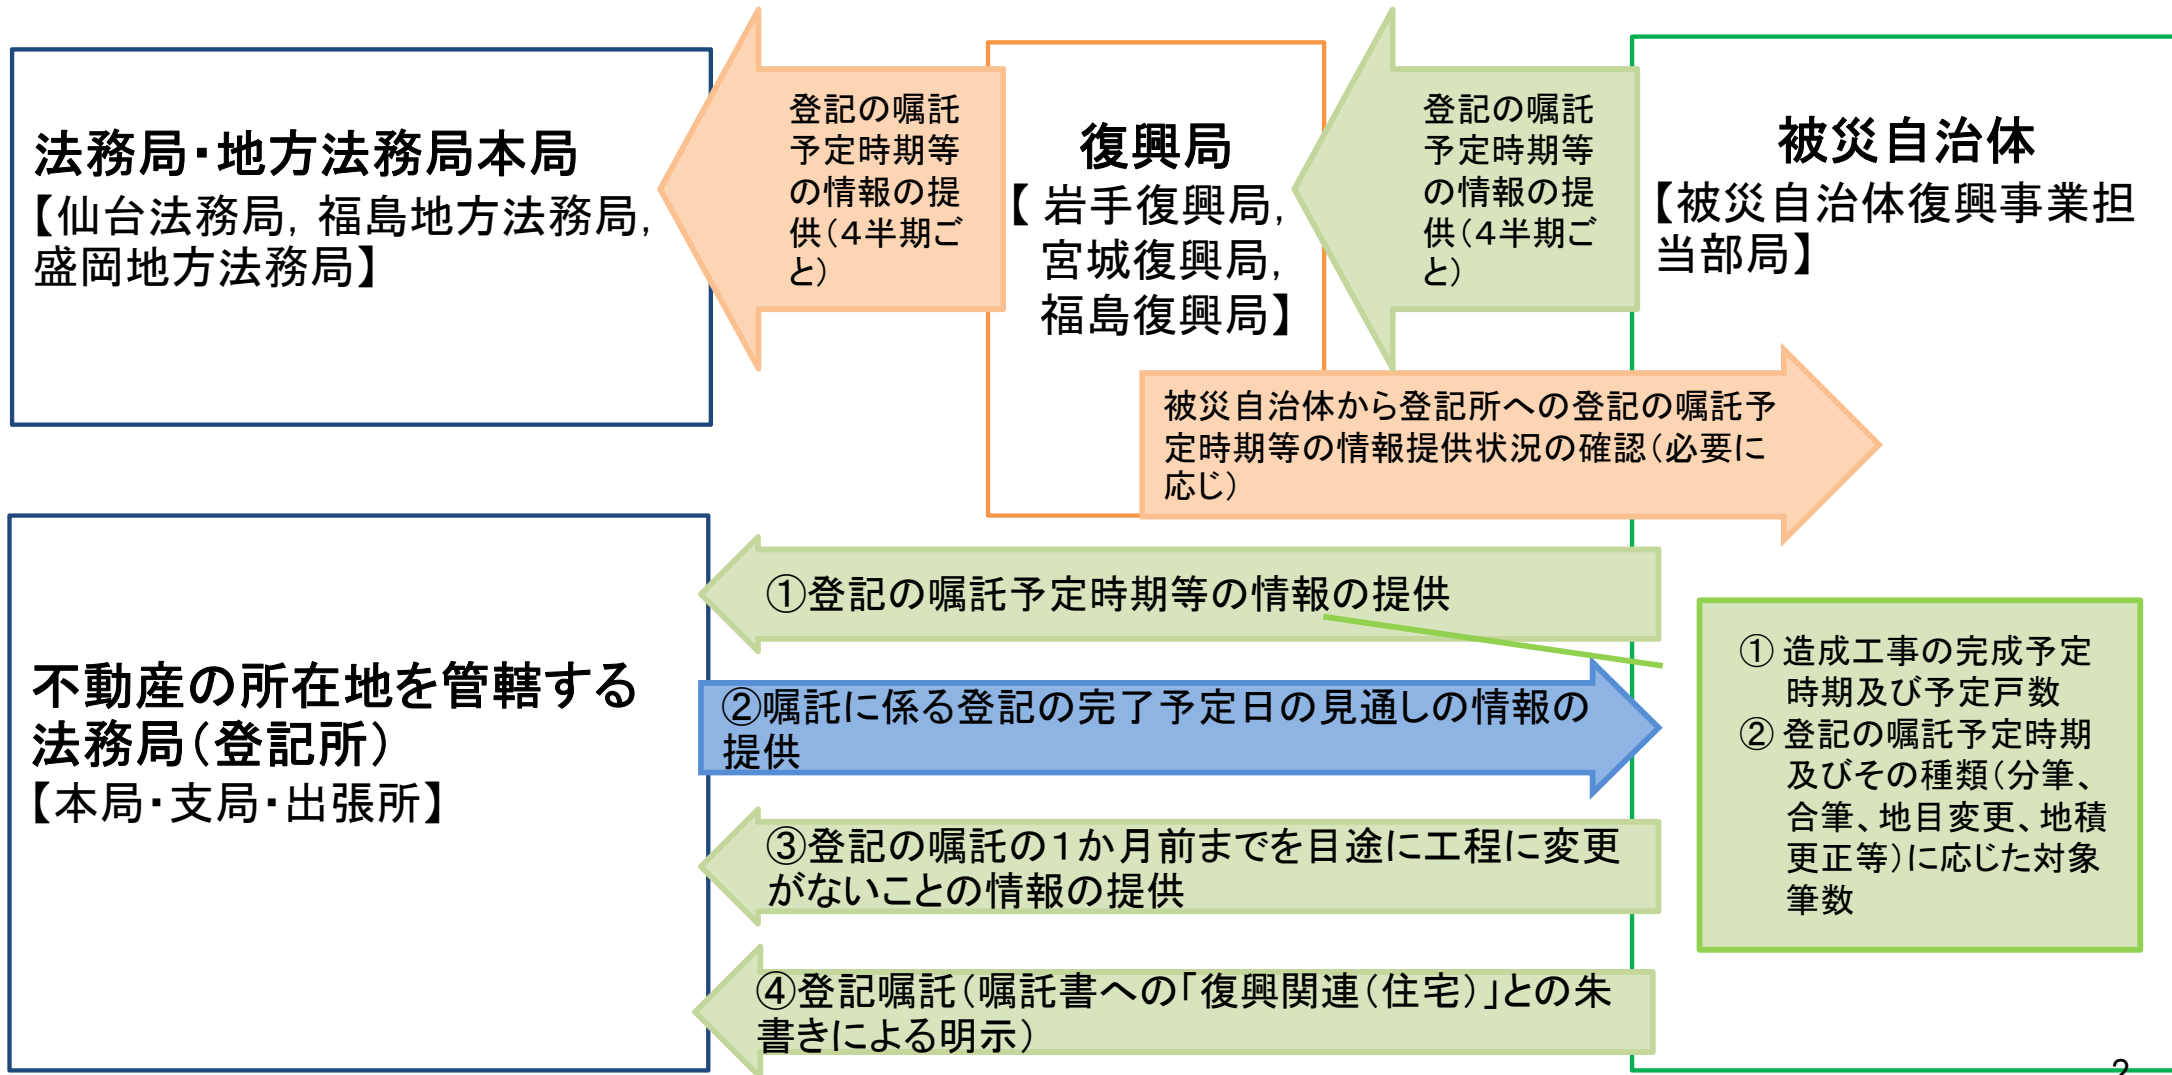 法務局・地方法務局本局
【仙台法務局，福島地方法務局，
盛岡地方法務局】
登記の嘱託
予定時期等
の情報の提
供（４半期ご
と）
復興局
【 岩手復興局，
宮城復興局，
福島復興局】
登記の嘱託
予定時期等
の情報の提
供（４半期ご
と）
被災自治体
【被災自治体復興事業担
当部局】
被災自治体から登記所への登記の嘱託予
定時期等の情報提供状況の確認（必要に
応じ）
不動産の所在地を管轄する
法務局（登記所）
【本局・支局・出張所】
①登記の嘱託予定時期等の情報の提供
②嘱託に係る登記の完了予定日の見通しの情報の
提供
③登記の嘱託の１か月前までを目途に工程に変更
がないことの情報の提供
④登記嘱託（嘱託書への「復興関連（住宅）」との朱
書きによる明示）
① 造成工事の完成予定
時期及び予定戸数
② 登記の嘱託予定時期
及びその種類（分筆、
合筆、地目変更、地積
更正等）に応じた対象
筆数
2